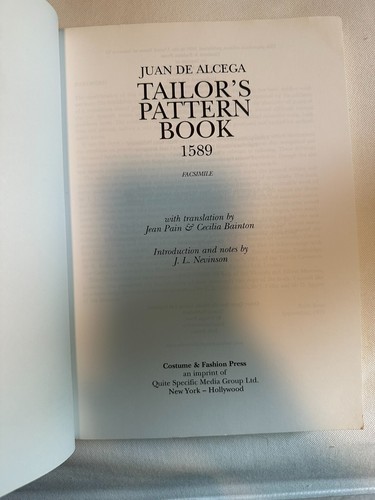 JUAN DE ALCEGA
TAILOR'S
PATTERN
BOOK
1589
FACSIMILE
with translation by
Jean Pain & Cecilia Bainton
Introduction and notes by
J. L. Nevinson
Costume & Fashion Press
an imprint of
Quite Specific Media Group Ltd.
New York – Hollywood